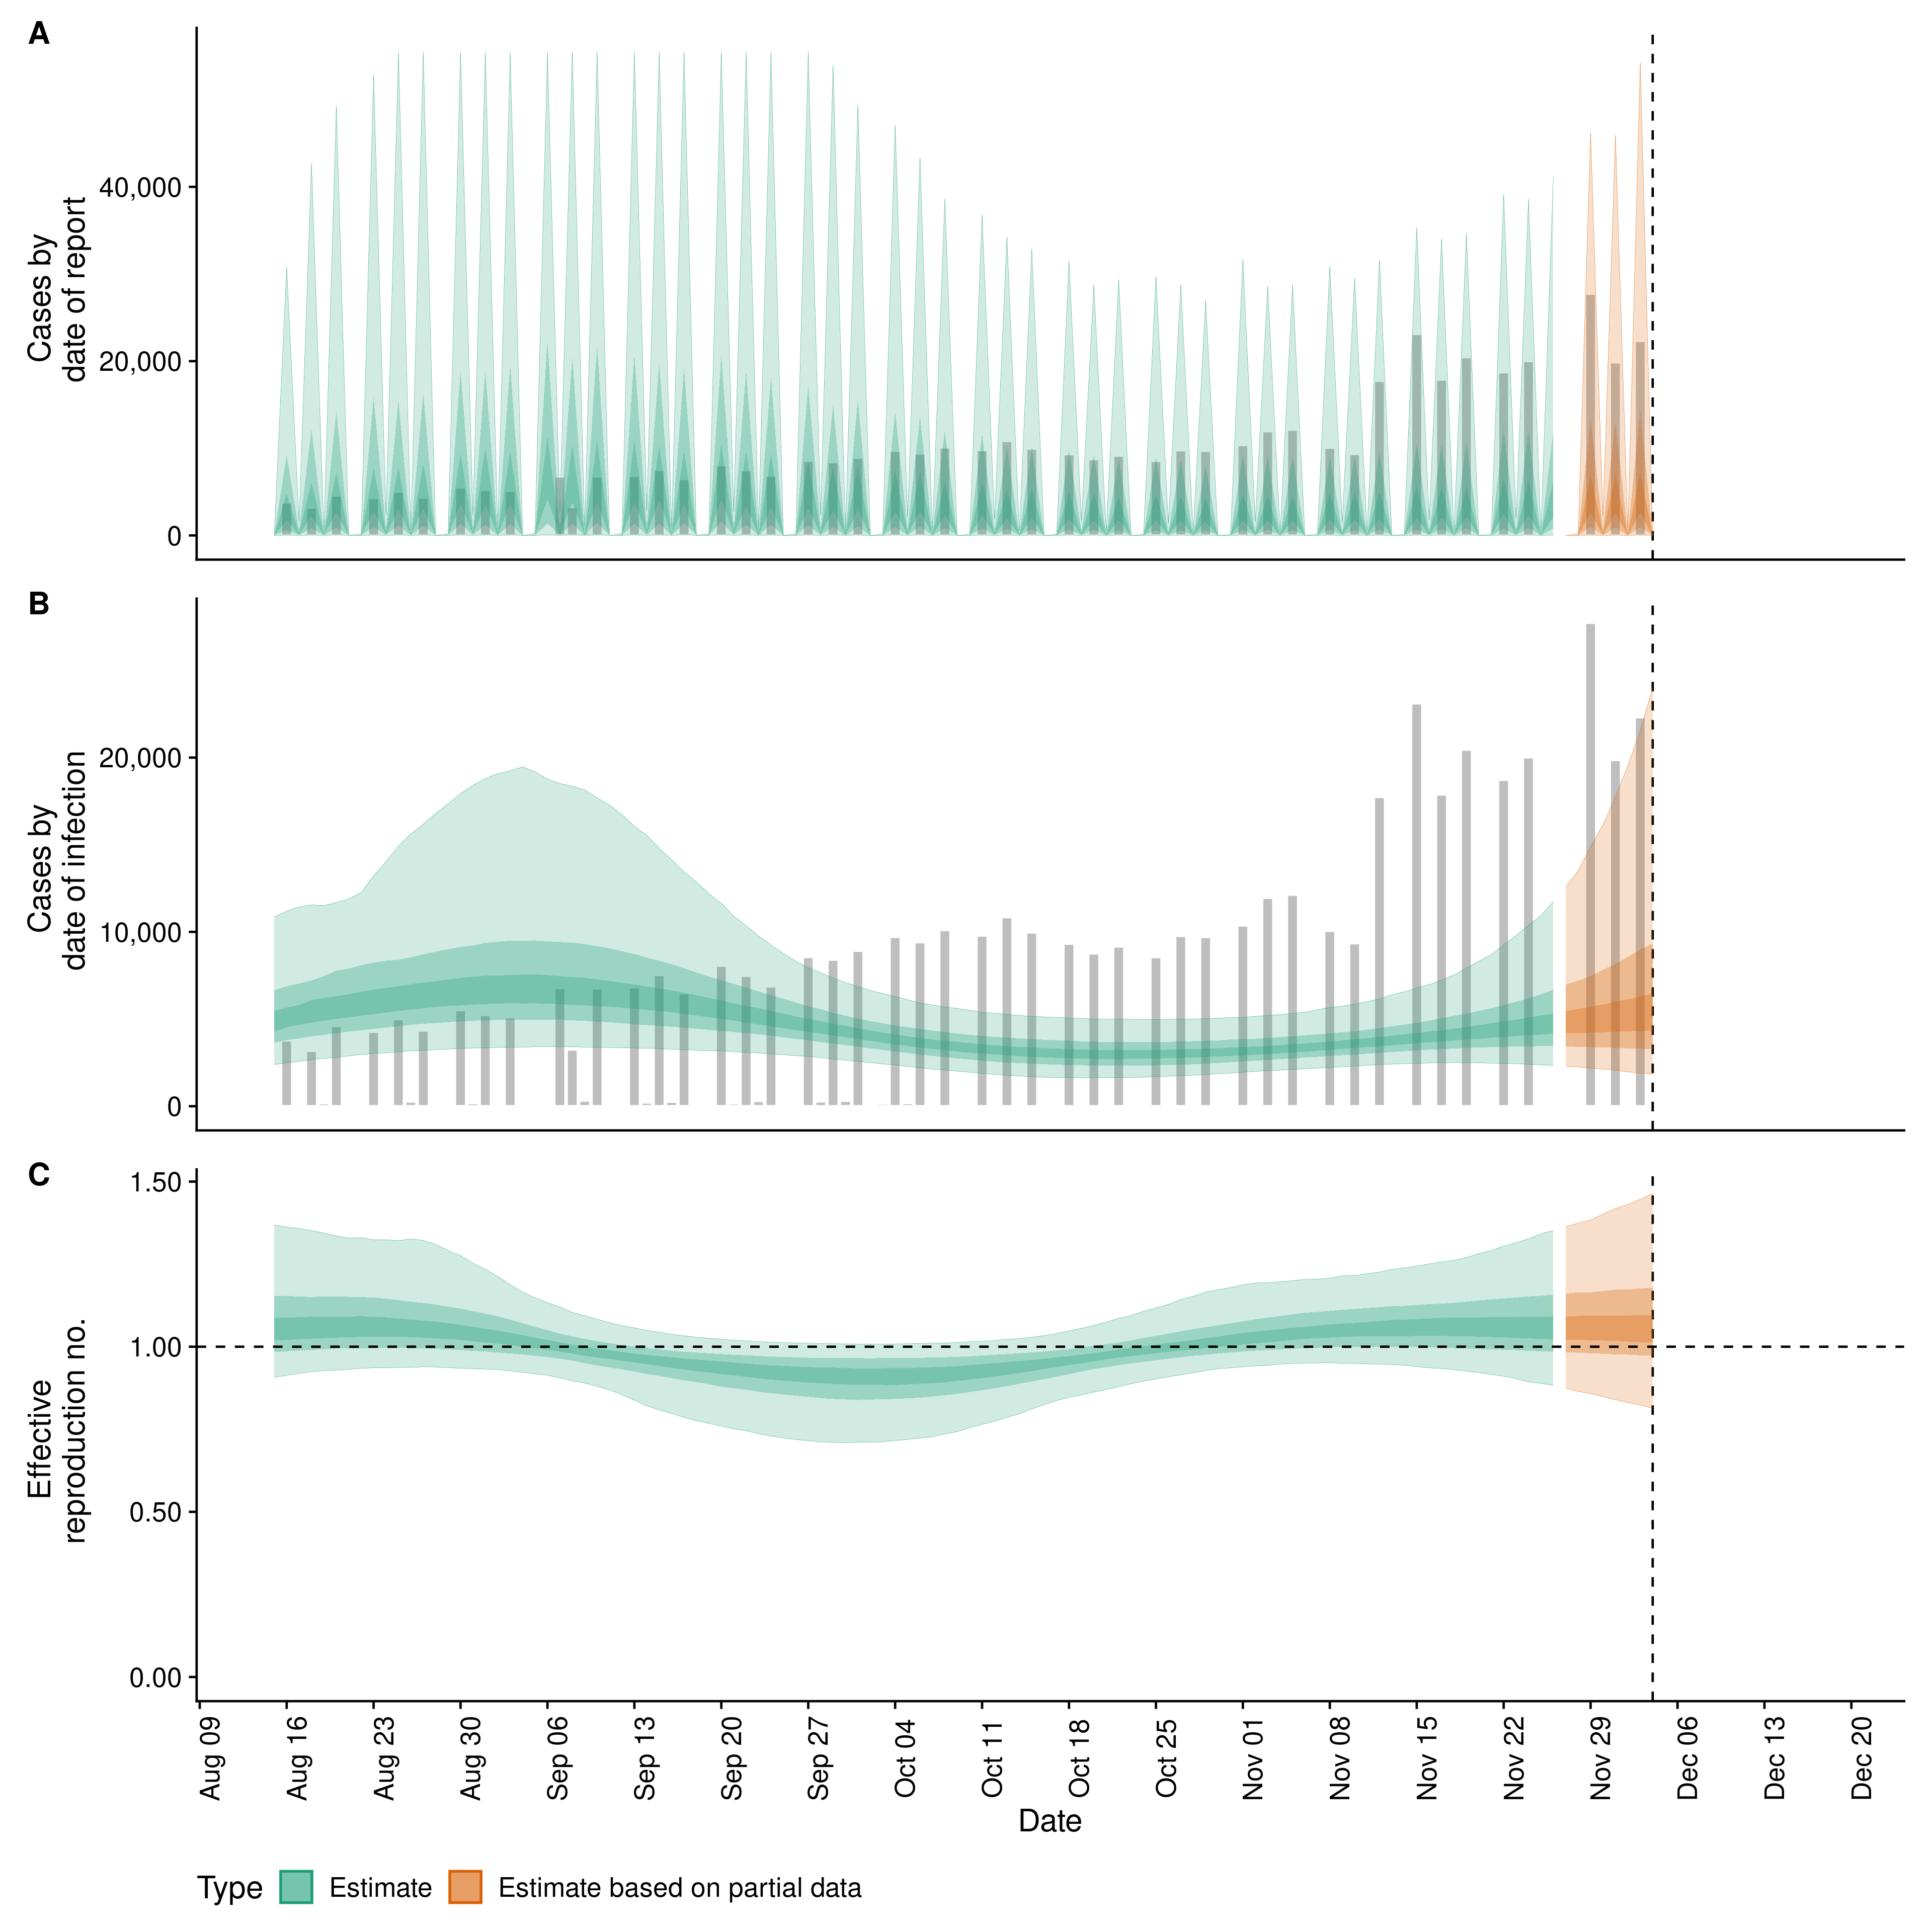 A
Cases by
date of report
40,000
20,000
0
B
Cases by
date of infection
20,000
10,000
0
C
Effective
reproduction no.
1.50
1.00
0.50
0.00
Aug 09
Aug 16
Aug 23
Aug 30
Sep 06
Sep 13
Sep 20
Sep 27
Oct 04
Oct 11
Oct 18
Oct 25
Nov 01
Nov 08
Nov 15
Nov 22
Nov 29
Dec 06
Dec 13
Dec 20
Date
Type Estimate Estimate based on partial data